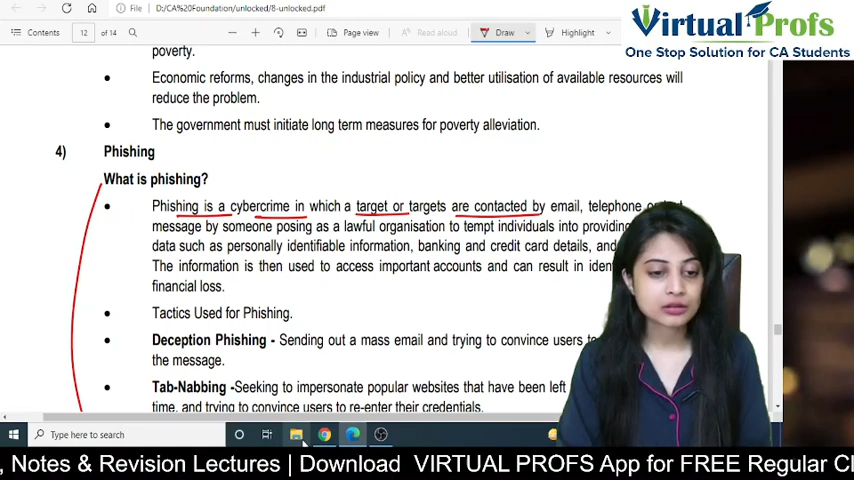 File
D:/CA%20Foundation/unlocked/8-unlocked.pdf
Virtual Profs
One Stop Solution for CA Students
Contents
12 of 14
Page view
Read aloud
Draw
Highlight
poverty.
• Economic reforms, changes in the industrial policy and better utilisation of available resources will
reduce the problem.
• The government must initiate long term measures for poverty alleviation.
4) Phishing
What is phishing?
• Phishing is a cybercrime in which a target or targets are contacted by email, telephone
message by someone posing as a lawful organisation to tempt individuals into providing
data such as personally identifiable information, banking and credit card details, and
The information is then used to access important accounts and can result in
financial loss.
• Tactics Used for Phishing.
• Deception Phishing - Sending out a mass email and trying to convince users
the message.
• Tab-Nabbing -Seeking to impersonate popular websites that have been left
time, and trying to convince users to re-enter their credentials.
Type here to search
, Notes & Revision Lectures | Download VIRTUAL PROFS App for FREE Regular